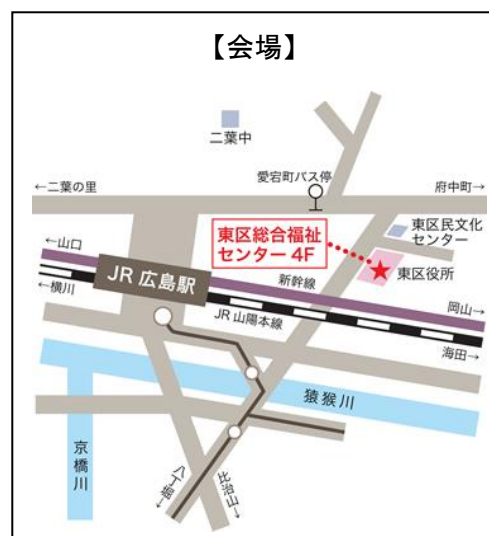 【会場】
二葉中
愛宕町バス停
←二葉の里
府中町→
東区民文化
センター
東区総合福祉
センター 4F
東区役所
←山口
JR 広島駅
新幹線
岡山→
←横川
JR 山陽本線
海田→
猿猴川
京橋川
八丁堀→
比治山→